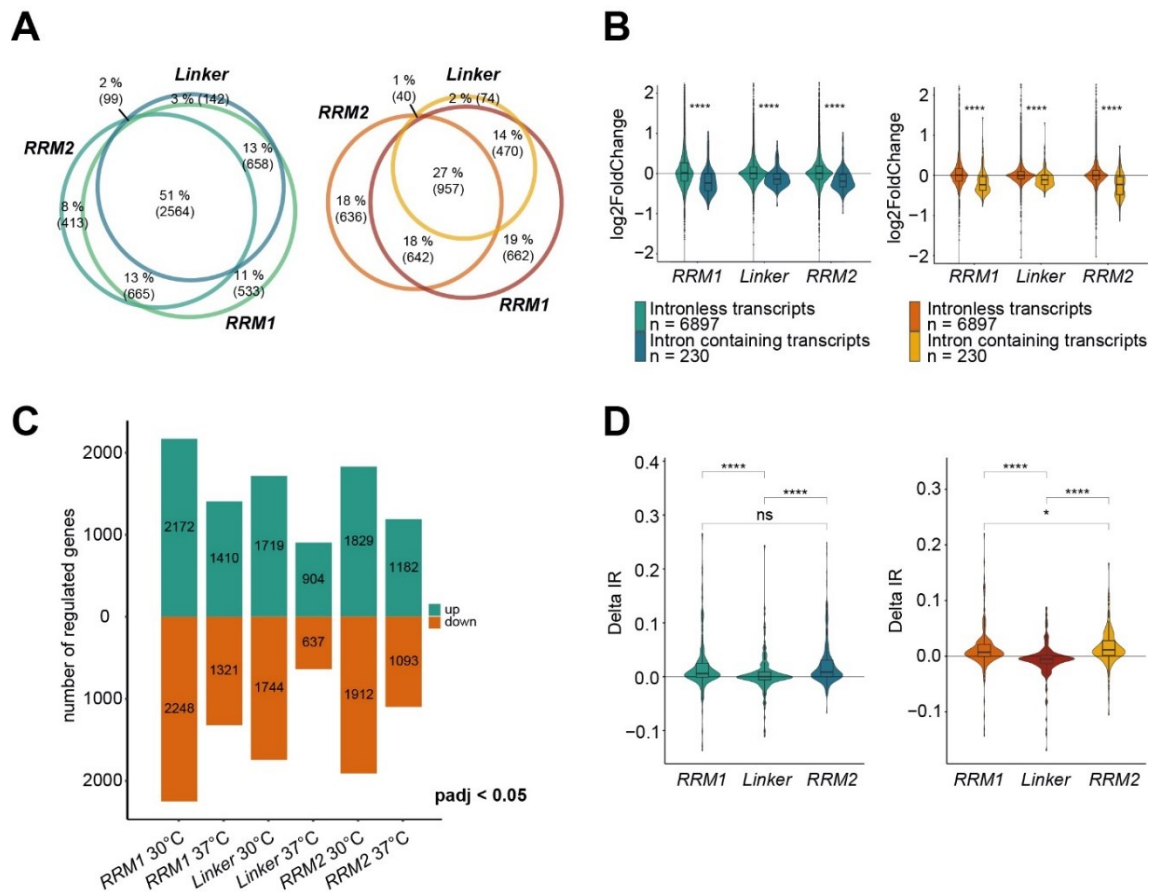 A
Linker
2 %
(99)
3 % (142)
RRM2
13 %
(658)
51 %
(2564)
8 %
(413)
13 %
(665)
11 %
(533)
RRM1
Linker
1 %
(40)
2 % (74)
RRM2
14 %
(470)
27 %
(957)
18 %
(636)
18 %
(642)
19 %
(662)
RRM1
B
log2FoldChange
2
1
0
−1
−2
****
****
****
RRM1
Linker
RRM2
Intronless transcripts
n = 6897
Intron containing transcripts
n = 230
log2FoldChange
2
1
0
−1
−2
****
****
****
RRM1
Linker
RRM2
Intronless transcripts
n = 6897
Intron containing transcripts
n = 230
C
number of regulated genes
2000
1000
0
1000
2000
2172
1410
1719
904
1829
1182
2248
1321
1744
637
1912
1093
up
down
padj < 0.05
RRM1 30°C
RRM1 37°C
Linker 30°C
Linker 37°C
RRM2 30°C
RRM2 37°C
D
Delta IR
0.4
0.3
0.2
0.1
0.0
−0.1
****
****
ns
RRM1
Linker
RRM2
Delta IR
0.3
0.2
0.1
0.0
−0.1
****
****
*
RRM1
Linker
RRM2